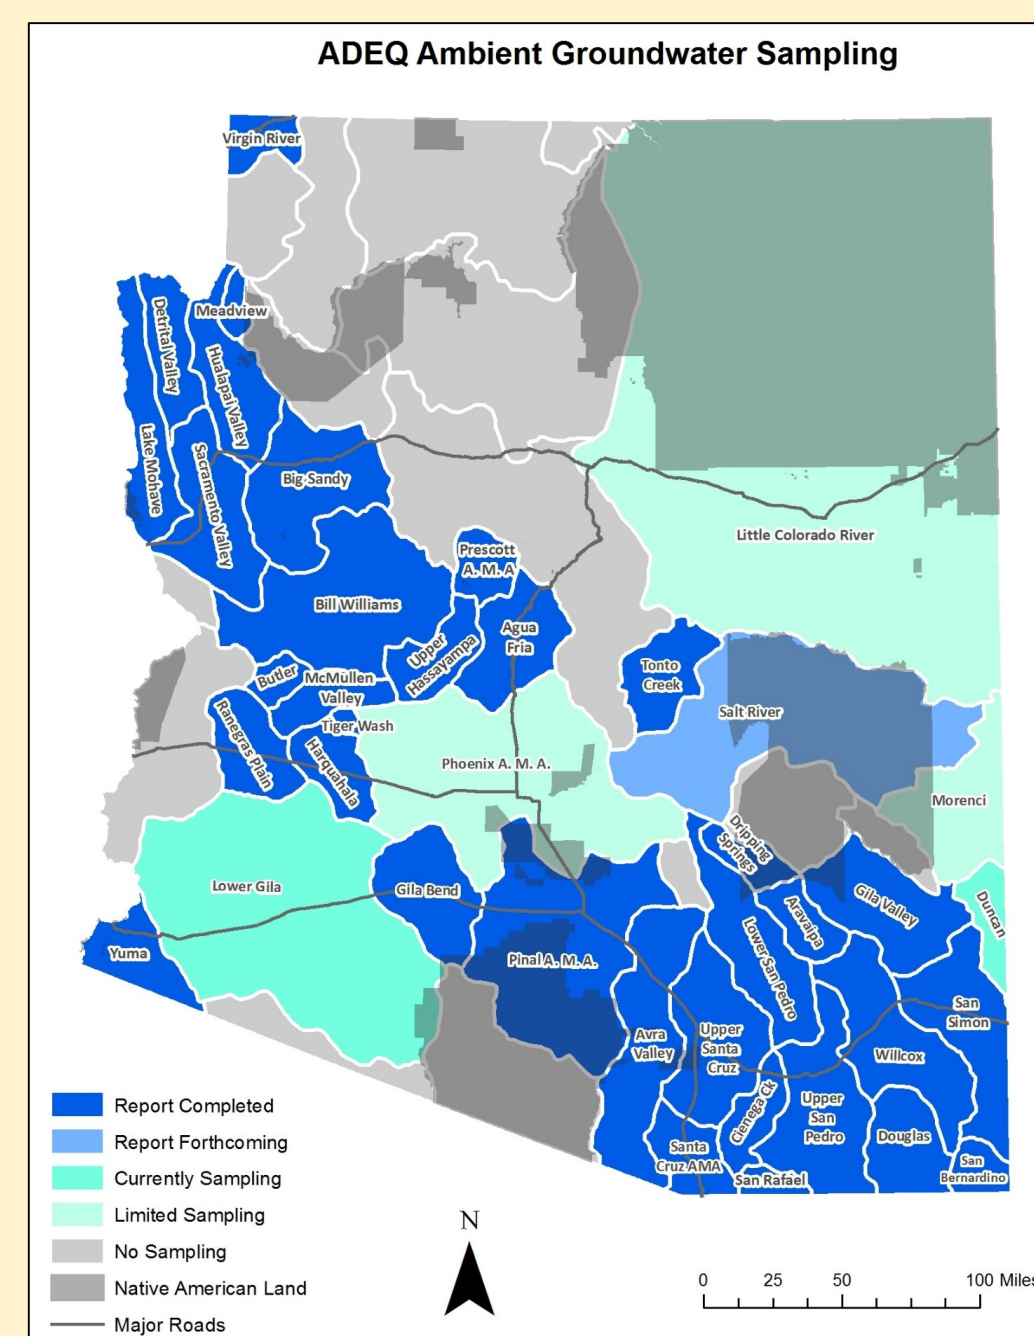 ADEQ Ambient Groundwater Sampling
Virgin River
Meadview
Detrital Valley
Hualapai Valley
Lake Mohave
Sacramento Valley
Big Sandy
Little Colorado River
Prescott
A. M. A
Bill Williams
Upper
Hassayampa
Agua
Fria
Tonto
Creek
Butler
McMullen
Valley
Salt River
Ranegras Plain
Tiger Wash
Harquahala
Phoenix A. M. A.
Morenci
Dripping
Springs
Lower Gila
Gila Bend
Gila Valley
Duncan
Aravaipa
Yuma
Pinal A. M. A.
Lower San Pedro
San
Simon
Avra
Valley
Upper
Santa
Cruz
Willcox
Cienega Ck
Upper
San
Pedro
Douglas
Santa
Cruz AMA
San Rafael
San
Bernardino
Report Completed
Report Forthcoming
Currently Sampling
Limited Sampling
No Sampling
Native American Land
Major Roads
N
0 25 50 100 Miles